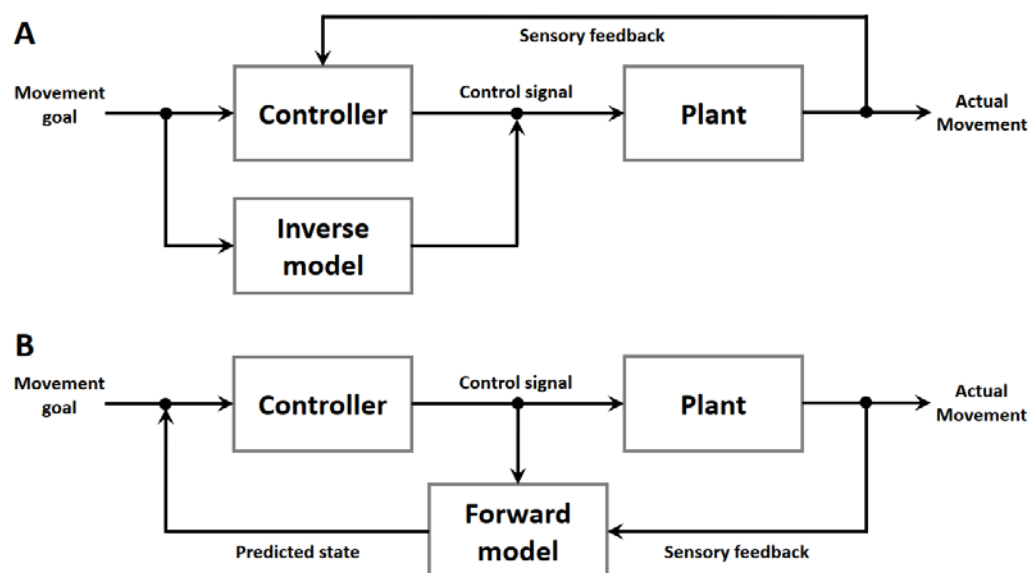 A
Sensory feedback
Movement
goal
Controller
Control signal
Plant
Actual
Movement
Inverse
model
B
Movement
goal
Controller
Control signal
Plant
Actual
Movement
Forward
model
Predicted state
Sensory feedback